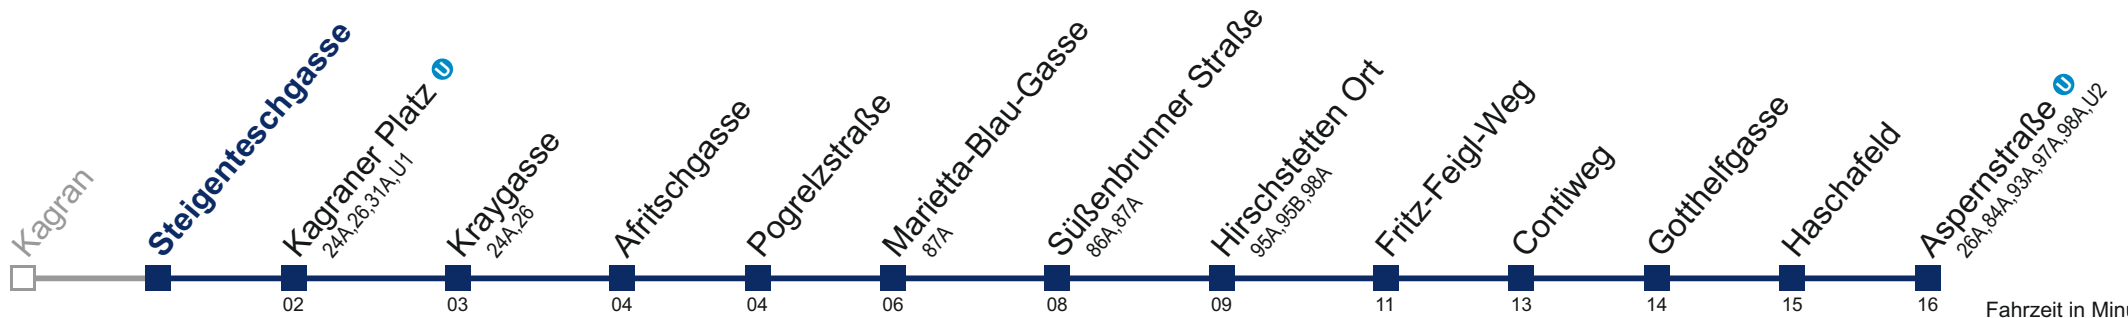 Kagran
Steigenteschgasse
Kagraner Platz U
24A,26,31A,U1
Kraygasse
24A,26
Afritschgasse
Pogrelzstraße
Marietta-Blau-Gasse
87A
Süßenbrunner Straße
86A,87A
Hirschstetten Ort
95A,95B,98A
Fritz-Feigl-Weg
Contiweg
Gotthelfgasse
Haschafeld
Aspernstraße U
26A,84A,93A,97A,98A,U2
02 03 04 04 06 08 09 11 13 14 15 16
Fahrzeit in Min